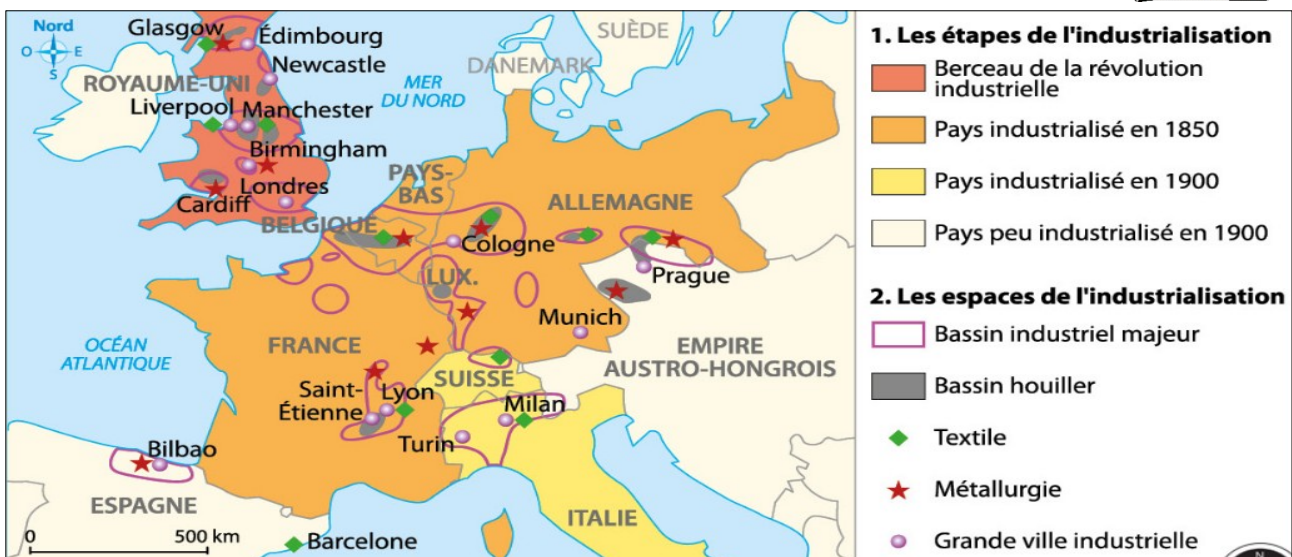 Nord
O
E
S
Glasgow
Édimbourg
Newcastle
ROYAUME-UNI
Liverpool
Manchester
Birmingham
Londres
Cardiff
MER
DU NORD
SUÈDE
DANEMARK
PAYS-
BAS
BELGIQUE
ALLEMAGNE
Cologne
LUX.
Prague
Munich
OCÉAN
ATLANTIQUE
FRANCE
EMPIRE
AUSTRO-HONGROIS
SUISSE
Saint-
Étienne
Lyon
Milan
Turin
Bilbao
ESPAGNE
ITALIE
0
500 km
Barcelone
1. Les étapes de l'industrialisation
Berceau de la révolution
industrielle
Pays industrialisé en 1850
Pays industrialisé en 1900
Pays peu industrialisé en 1900
2. Les espaces de l'industrialisation
Bassin industriel majeur
Bassin houiller
Textile
Métallurgie
Grande ville industrielle
N